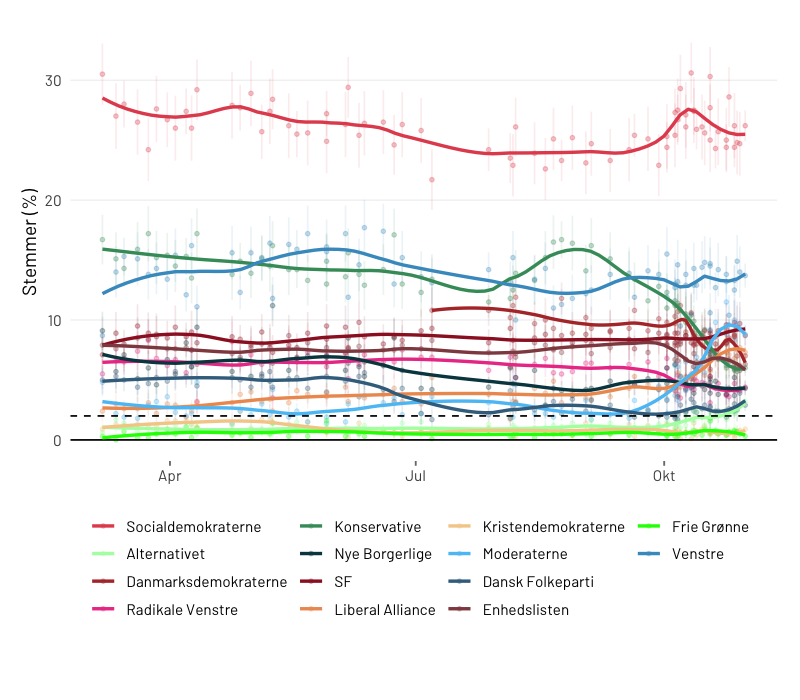 30
20
10
0
Stemmer (%)
Apr Jul Okt
Socialdemokraterne Konservative Kristendemokraterne Frie Grønne
Alternativet Nye Borgerlige Moderaterne Venstre
Danmarksdemokraterne SF Dansk Folkeparti
Radikale Venstre Liberal Alliance Enhedslisten